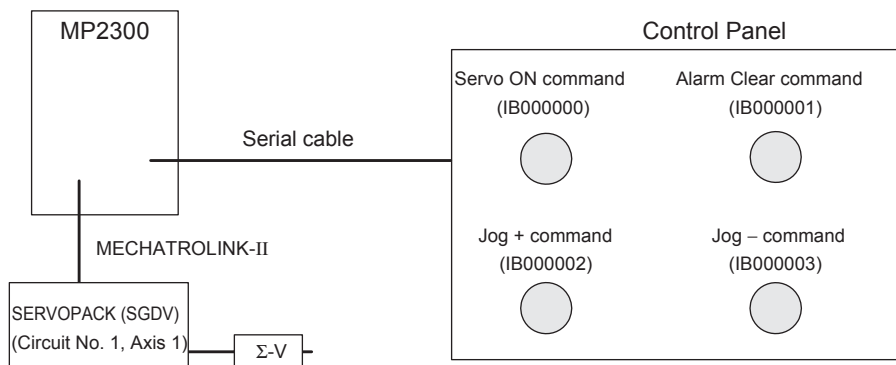 MP2300
Control Panel
Servo ON command
(IB000000)
Alarm Clear command
(IB000001)
Serial cable
Jog + command
(IB000002)
Jog – command
(IB000003)
MECHATROLINK-II
SERVOPACK (SGDV)
(Circuit No. 1, Axis 1)
Σ-V